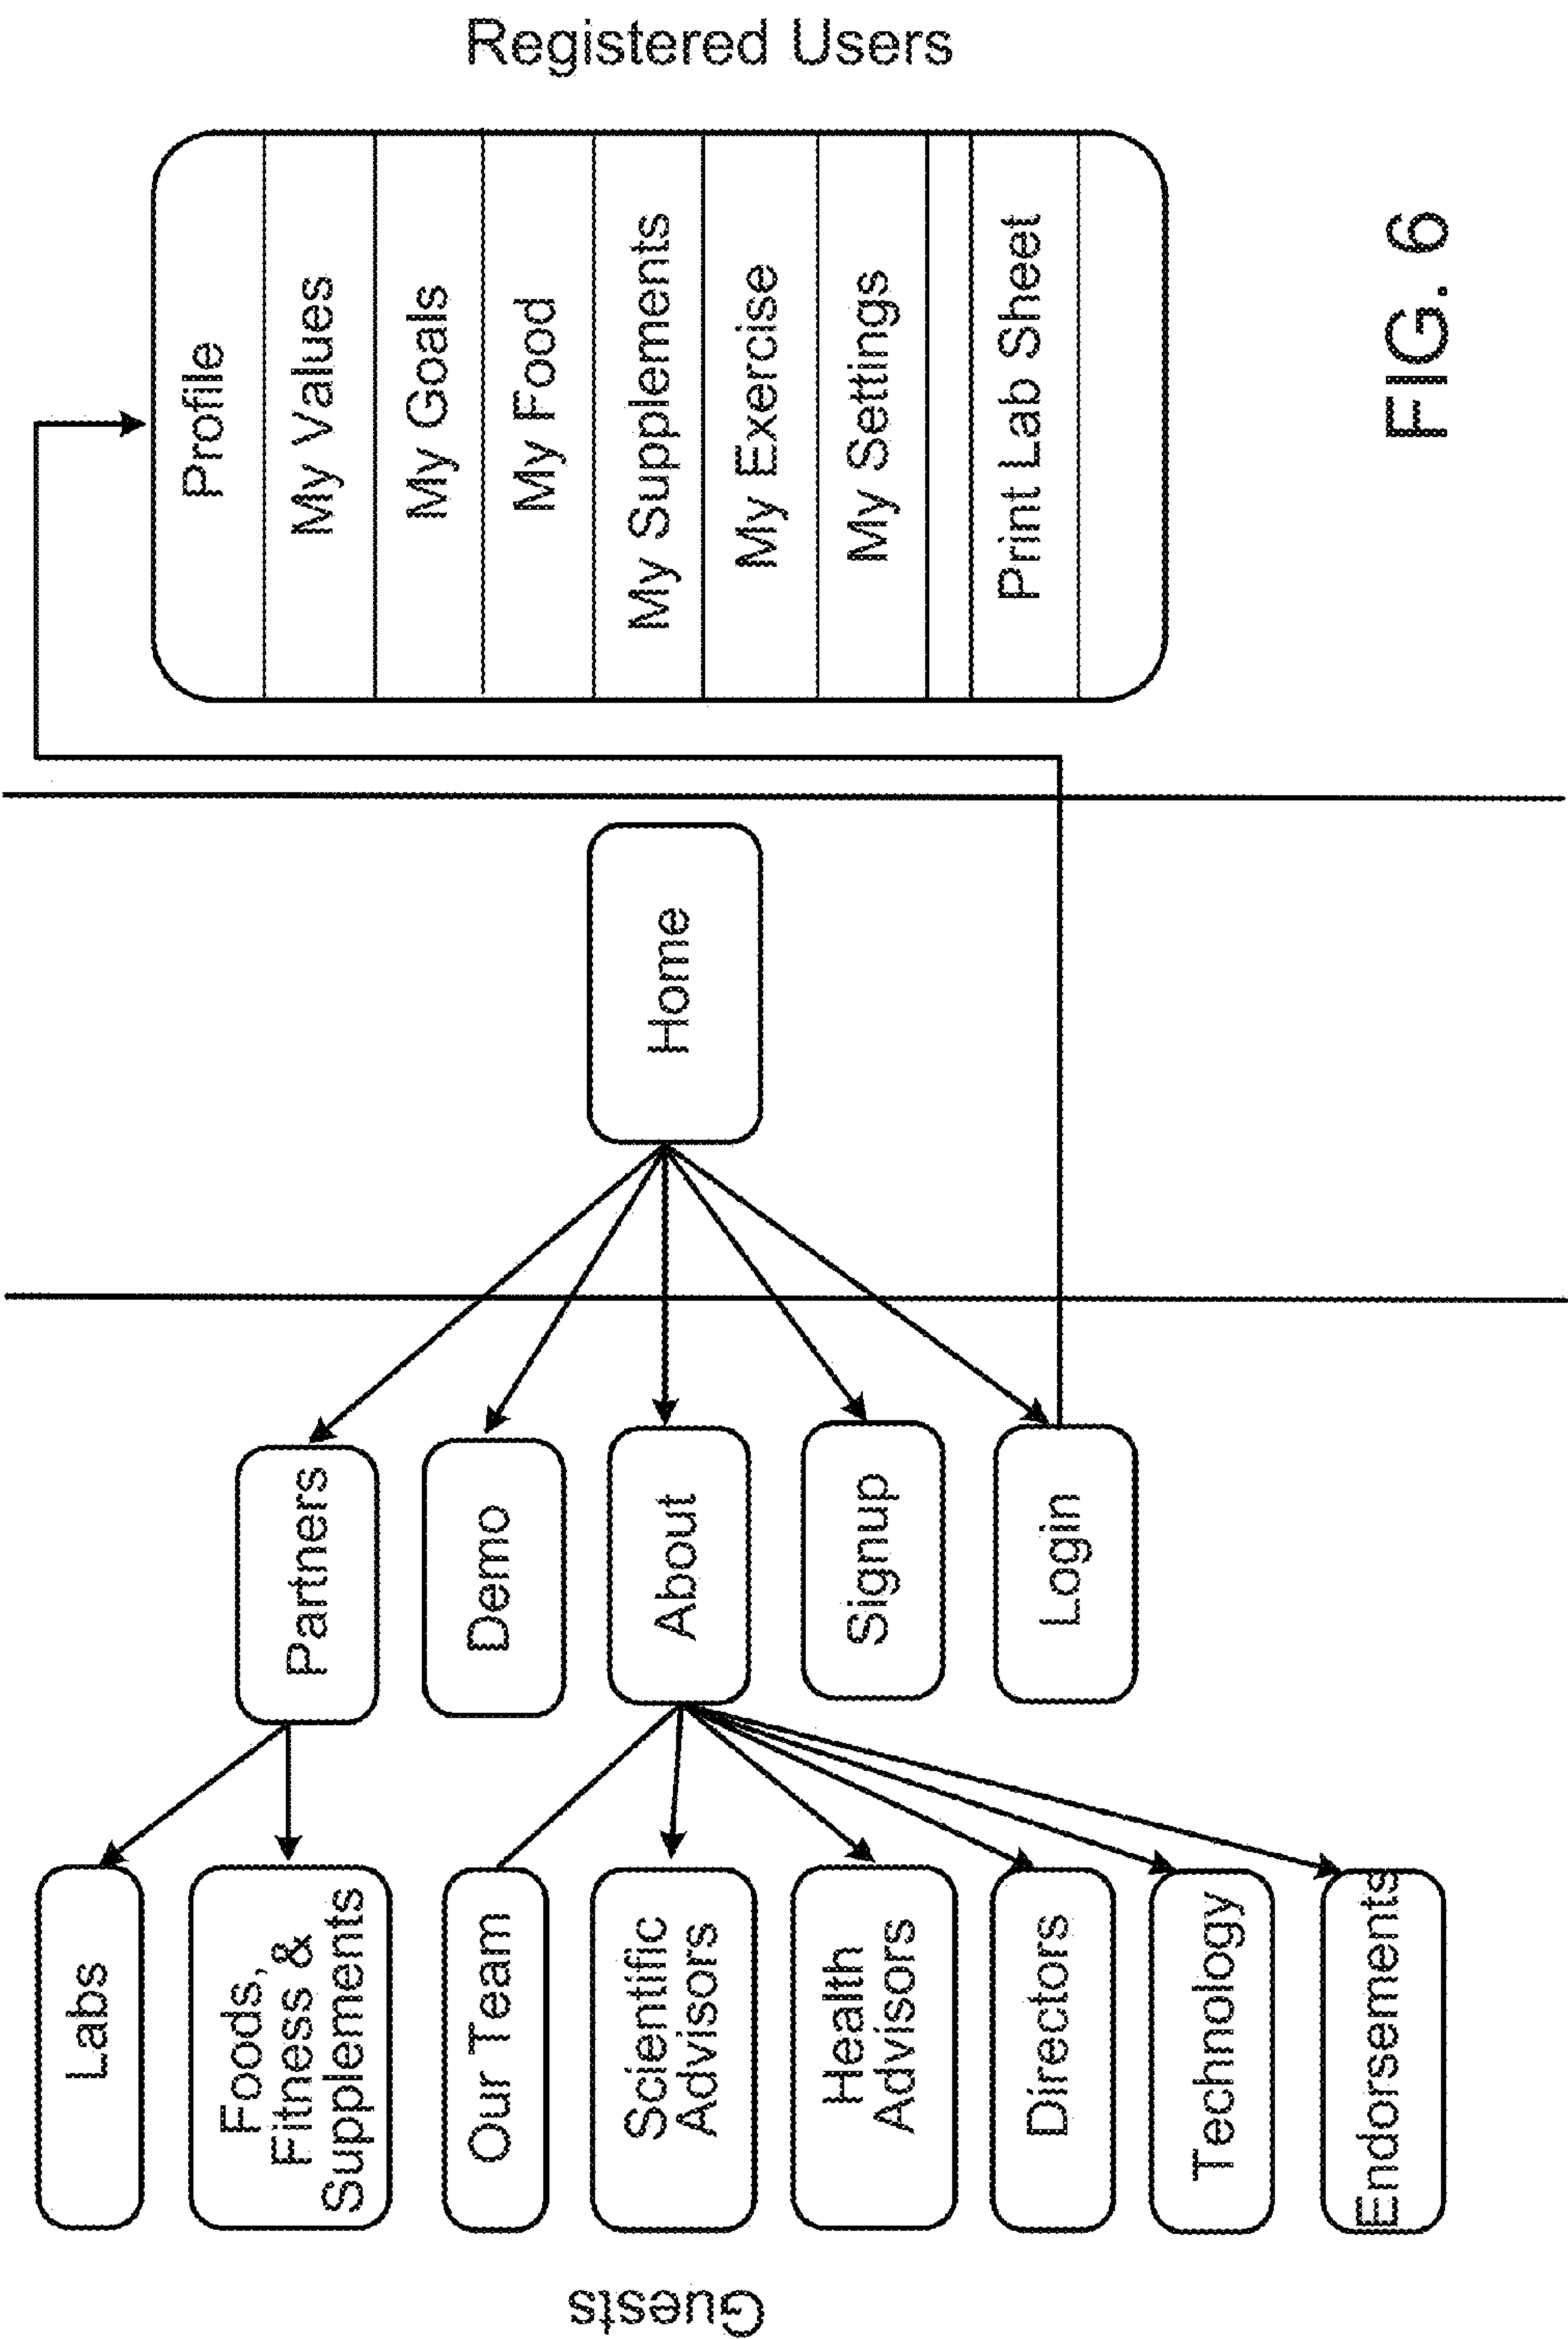 Registered Users
Profile
My Values
My Goals
My Food
My Supplements
My Exercise
My Settings
Print Lab Sheet
Home
Partners
Demo
About
Signup
Login
Labs
Foods,
Fitness &
Supplements
Our Team
Scientific
Advisors
Health
Advisors
Directors
Technology
Endorsements
Guests
FIG. 6